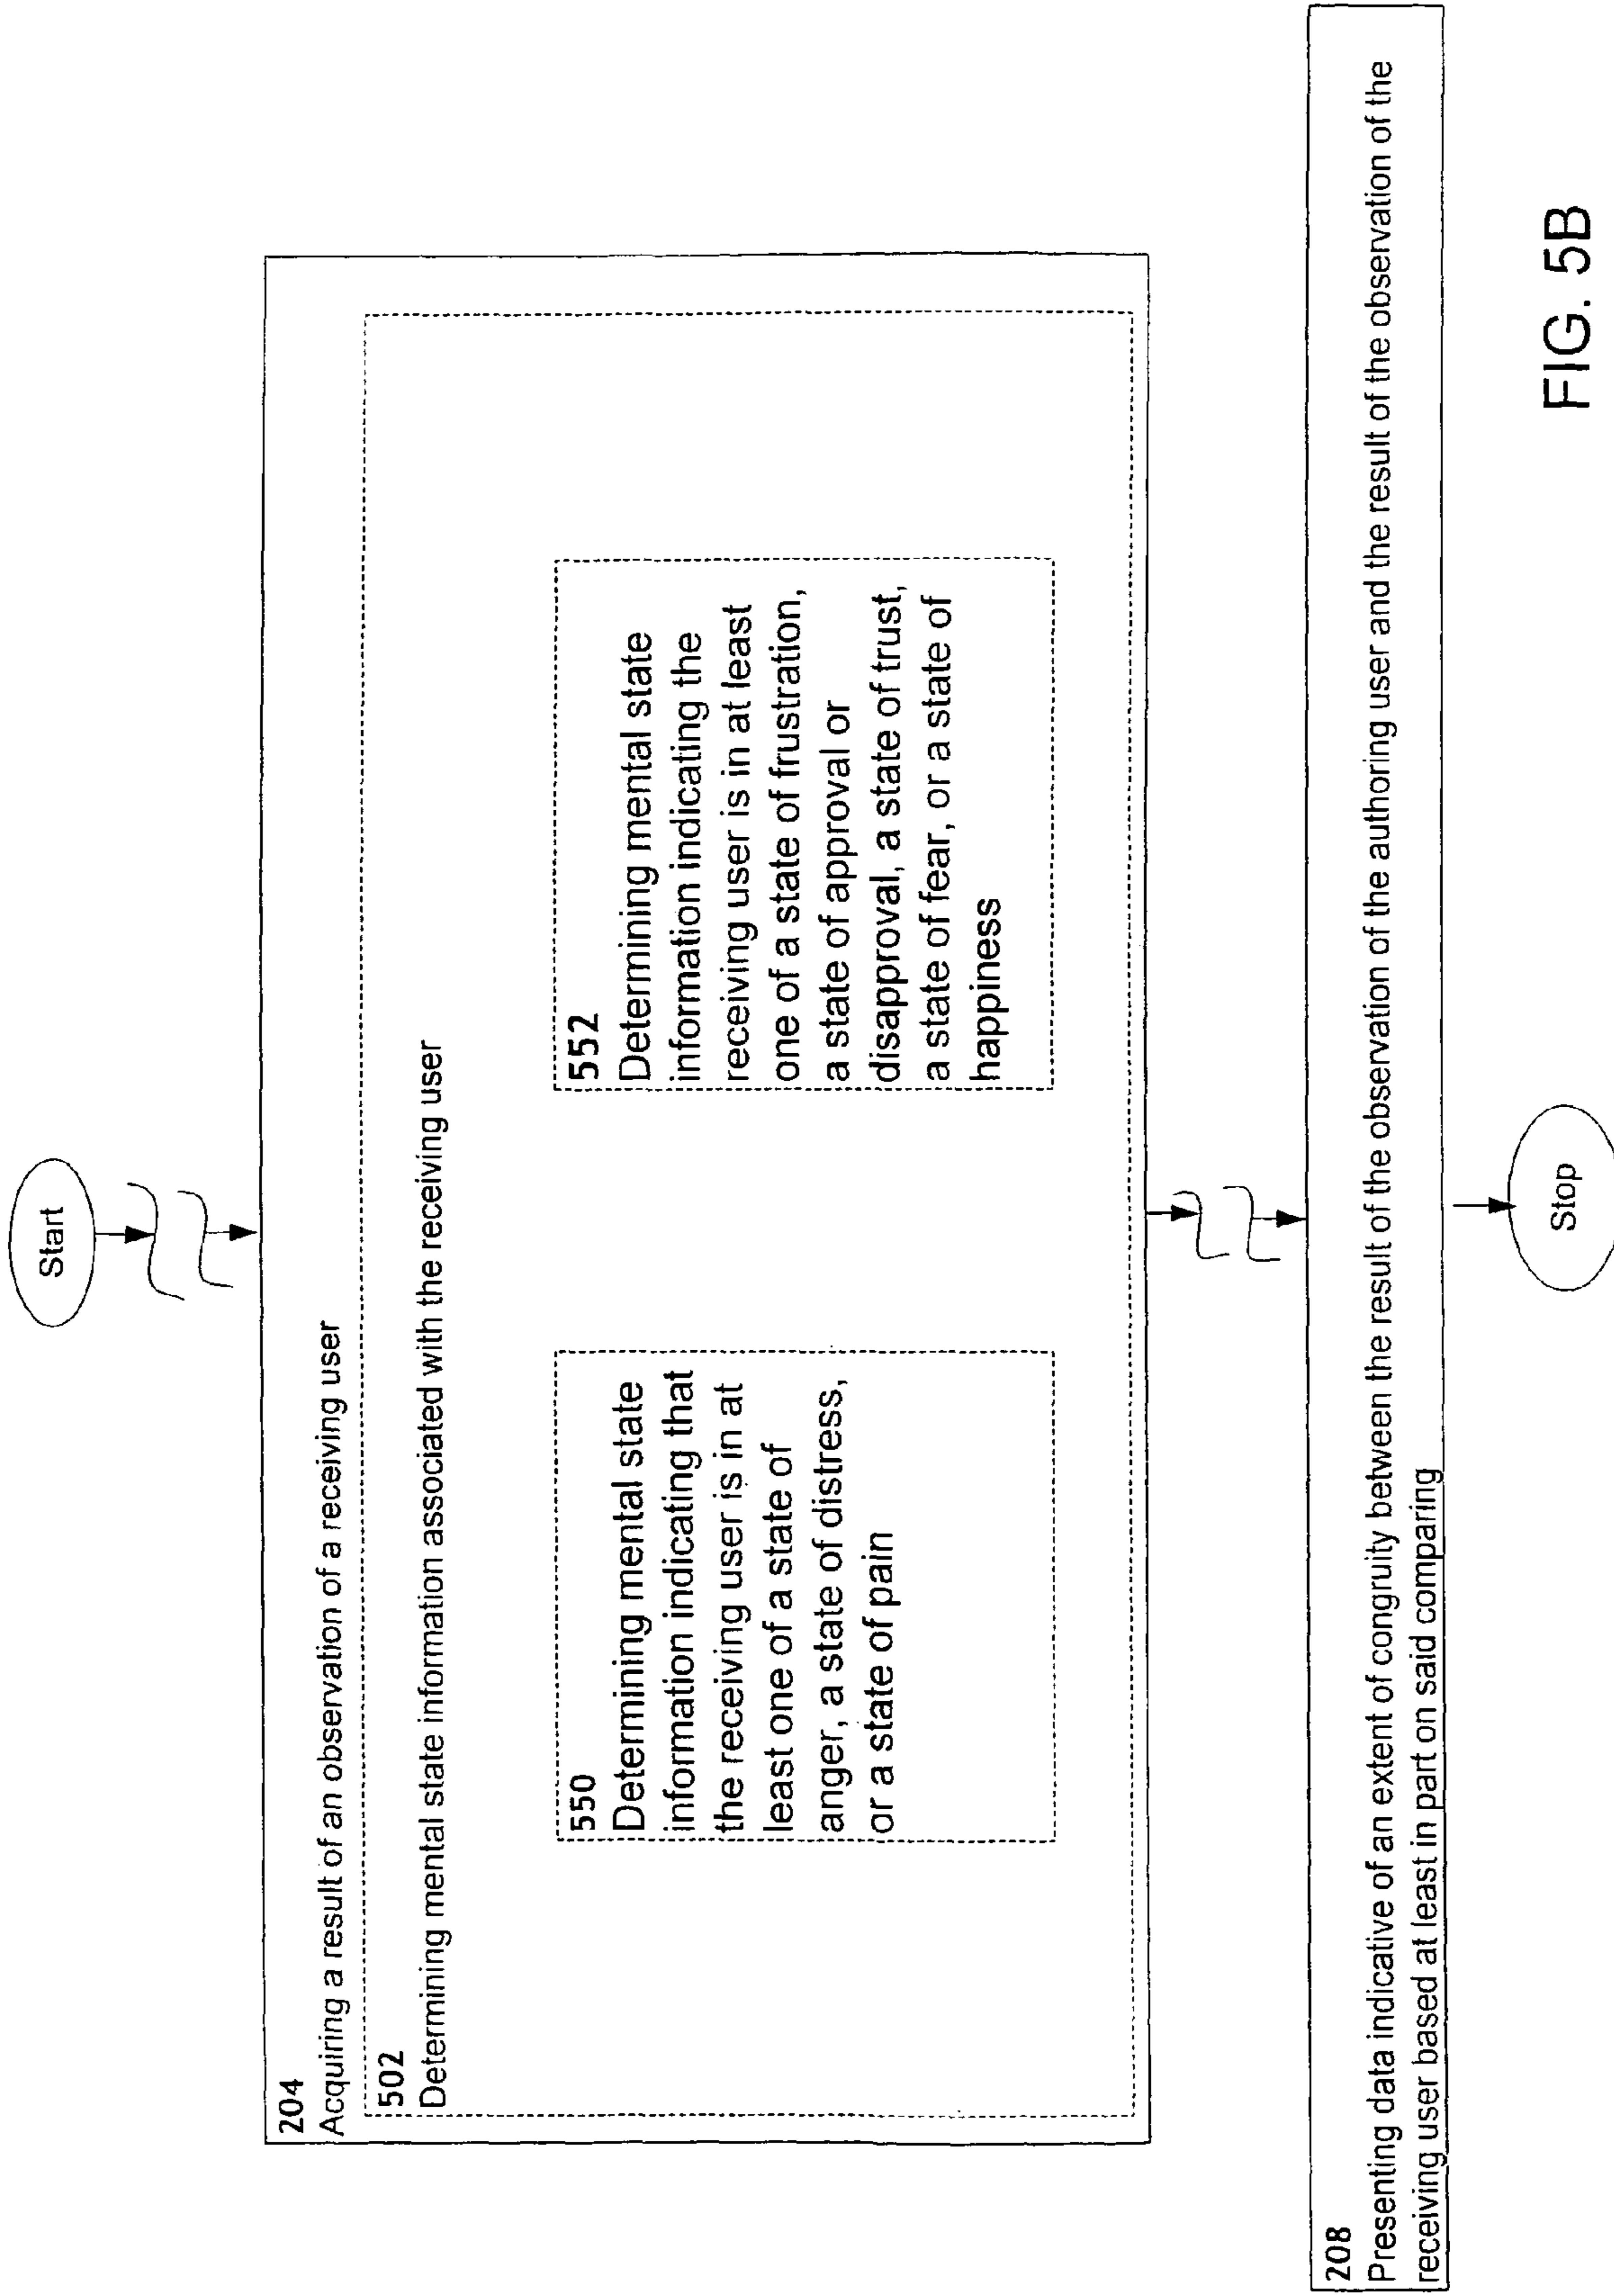 Start
204
Acquiring a result of an observation of a receiving user
502
Determining mental state information associated with the receiving user
550
Determining mental state
information indicating that
the receiving user is in at
least one of a state of
anger, a state of distress,
or a state of pain
552
Determining mental state
information indicating the
receiving user is in at least
one of a state of frustration,
a state of approval or
disapproval, a state of trust,
a state of fear, or a state of
happiness
208
Presenting data indicative of an extent of congruity between the result of the observation of the authoring user and the result of the observation of the
receiving user based at least in part on said comparing
Stop
FIG. 5B